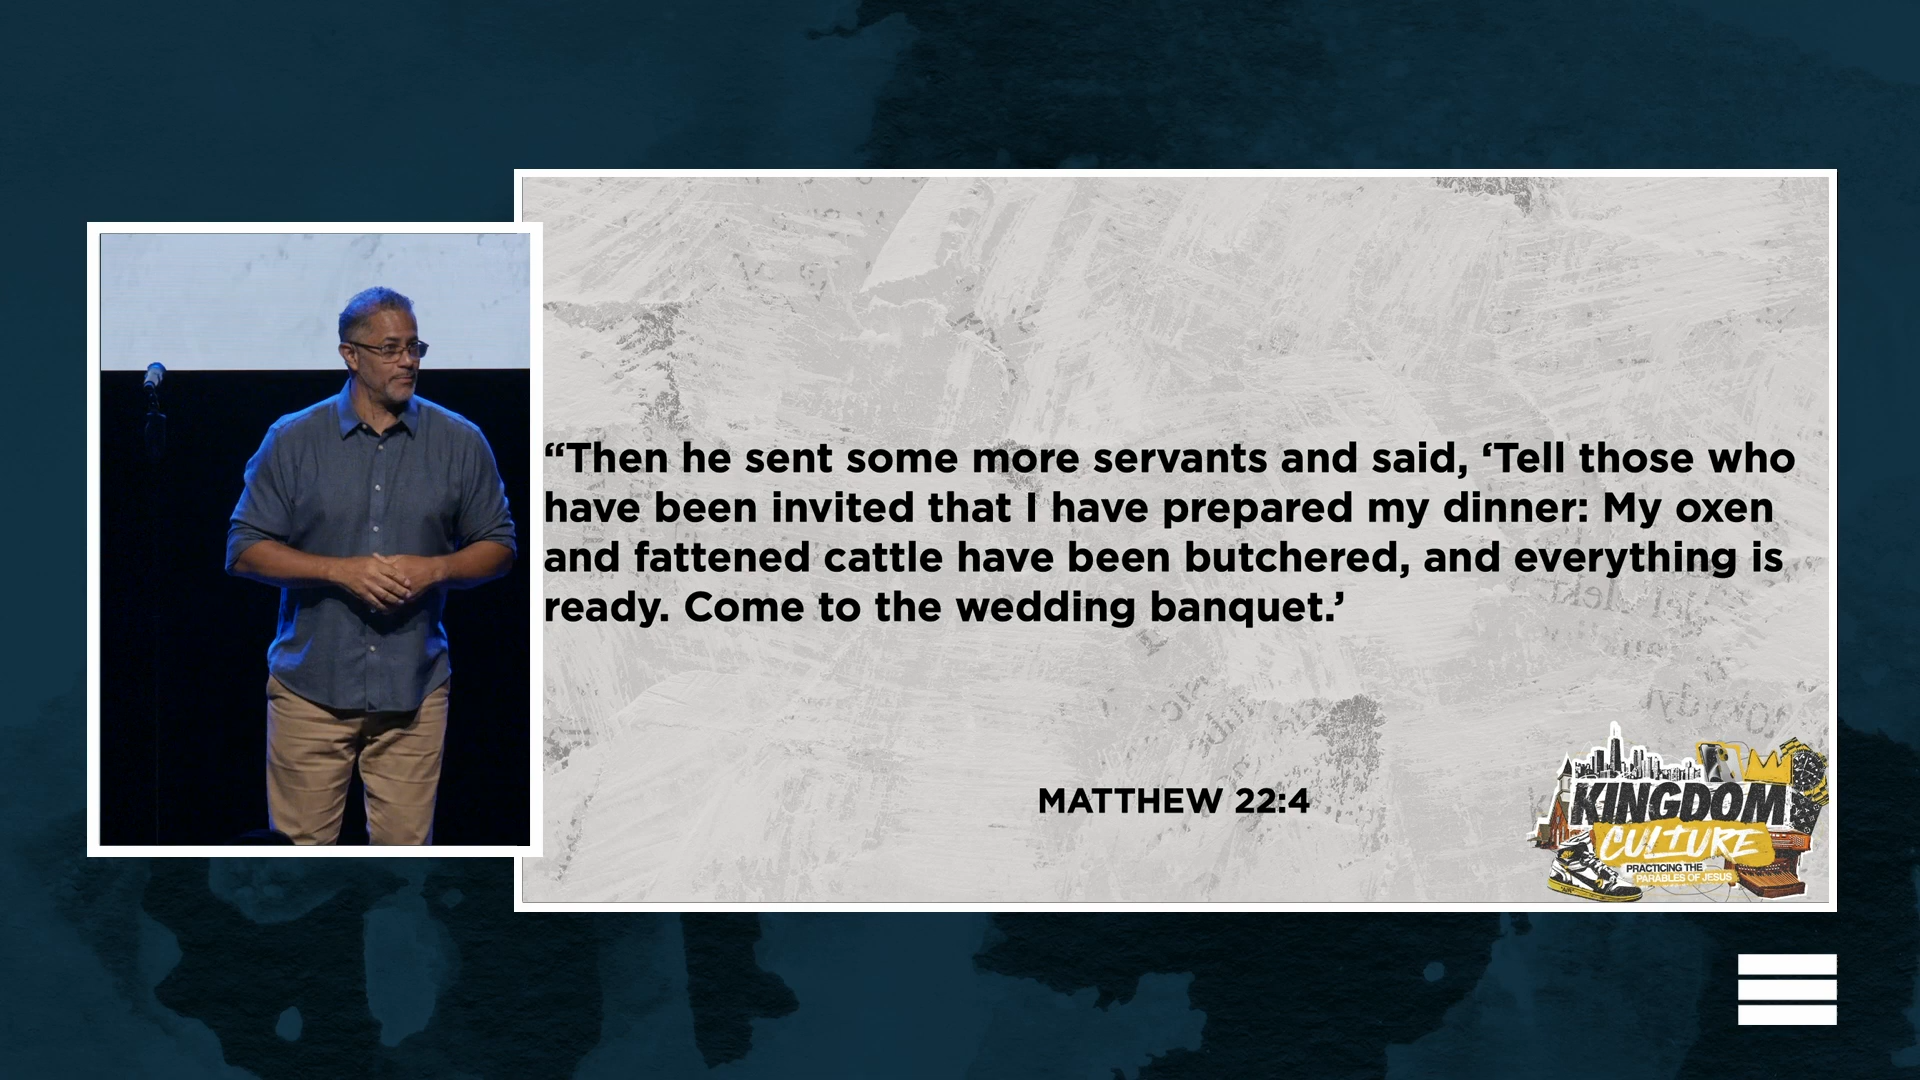 “Then he sent some more servants and said, ‘Tell those who
have been invited that I have prepared my dinner: My oxen
and fattened cattle have been butchered, and everything is
ready. Come to the wedding banquet.’
MATTHEW 22:4
KINGDOM
CULTURE
PRACTICING THE
PARABLES OF JESUS